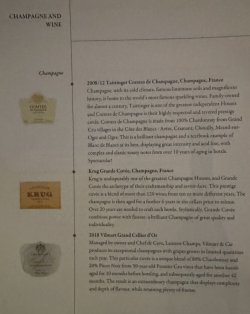 CHAMPAGNE AND
WINE
Champagne
2008/12 Taittinger Comtes de Champagne, Champagne, France
Champagne, with its cold climate, famous limestone soils and magnificent
history, is home to the world's most famous sparkling wines. Family-owned
for almost a century, Taittinger is one of the greatest independent Houses
and Comtes de Champagne is their highly respected and revered prestige
cuvée. Comtes de Champagne is made from 100% Chardonnay from Grand
Cru villages in the Côte des Blancs - Avize, Cramant, Chouilly, Mesnil-sur-
Oger and Oger. This is a brilliant champagne and a textbook example of
Blanc de Blancs at its best, displaying great intensity and acid line, with
complex and classic toasty notes from over 10 years of aging in bottle.
Spectacular!
COMTES
Krug Grande Cuvée, Champagne, France
Krug is undisputedly one of the greatest Champagne Houses, and Grande
Cuvée the archetype of their craftsmanship and savoir-faire. This prestige
cuvée is a blend of more than 120 wines from ten or more different years. The
champagne is then aged for a further 6 years in the cellars prior to release.
Over 20 years are needed to craft each bottle. Stylistically, Grande Cuvée
combines power with finesse; a brilliant Champagne of great quality and
individuality.
KRUG
2010 Vilmart Grand Cellier d'Or
Managed by owner and Chef de Cave, Laurent Champs, Vilmart & Cie
produces its exceptional champagnes with grapes grown in limited quantities
each year. This particular cuvée is a unique blend of 80% Chardonnay and
20% Pinot Noir from 50-year-old Premier Cru vines that have been barrel-
aged for 10 months before bottling, and subsequently aged for another 42
months. The result is an extraordinary champagne that displays complexity
and depth of flavour, while retaining plenty of finesse.